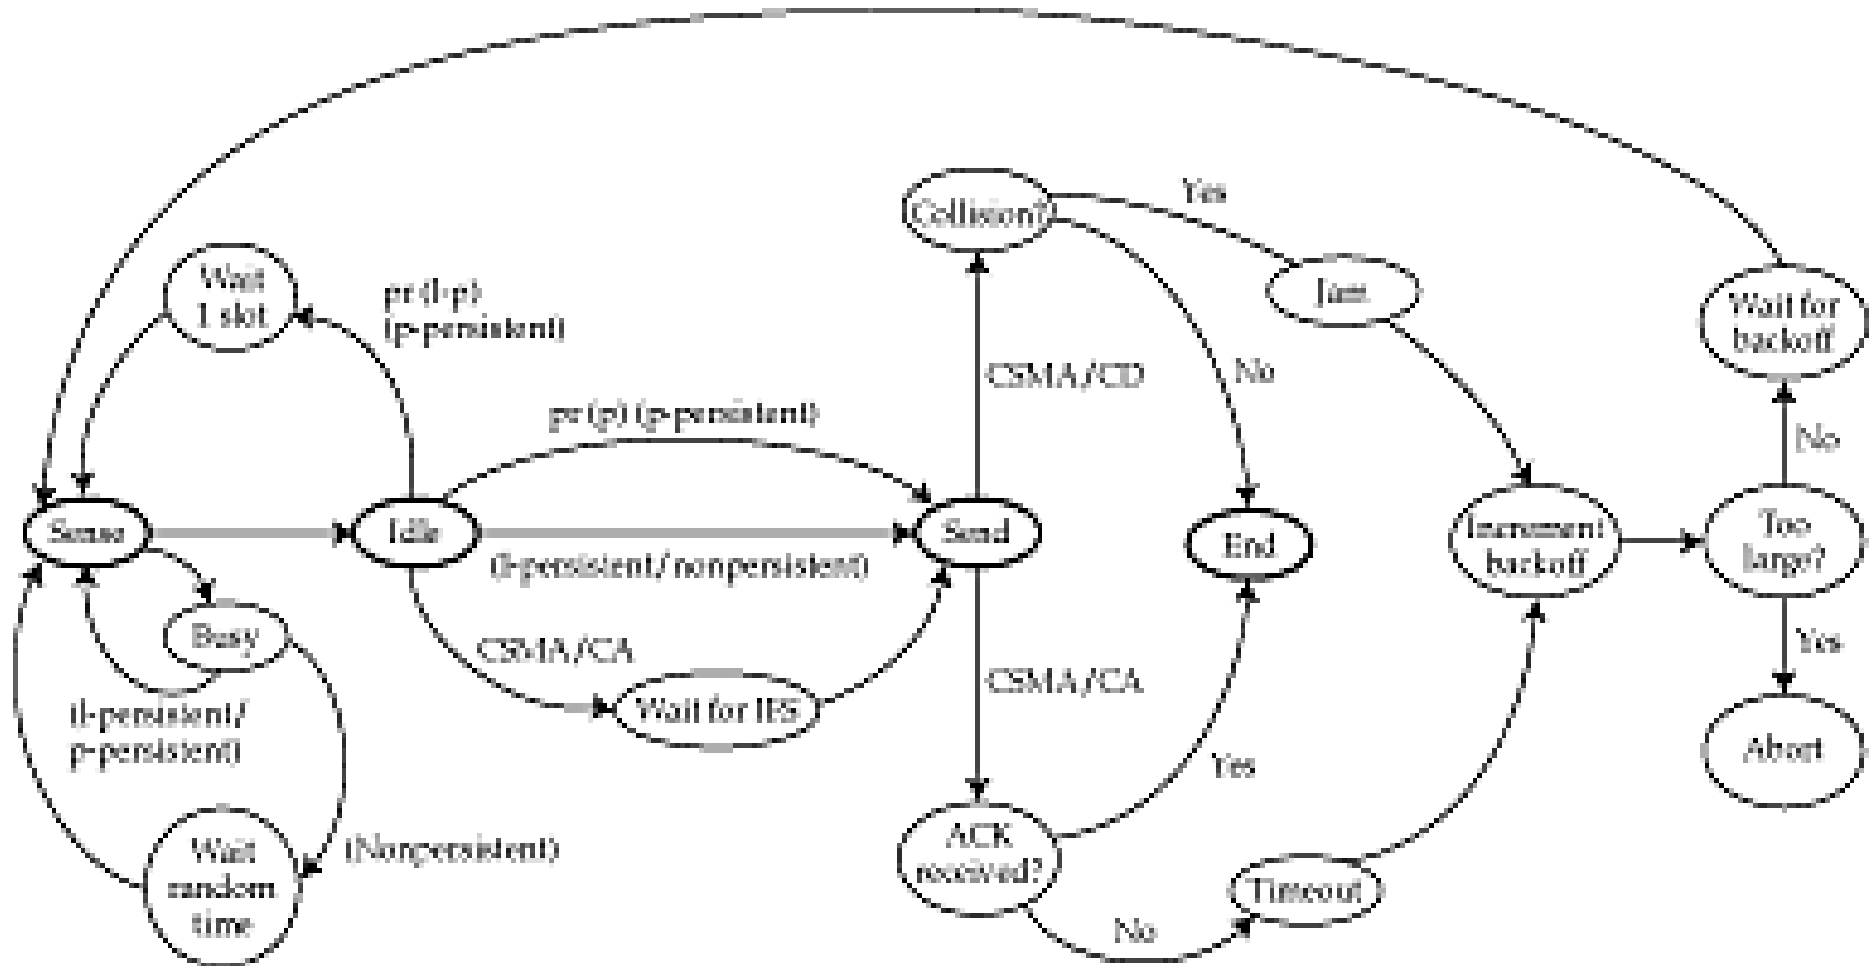 Collision?
Yes
Wait
1 slot
pr (1-p)
(p-persistent)
Jam
Wait for
backoff
CSMA/CD
No
pr (p) (p-persistent)
No
Sense
Idle
Send
End
Increment
backoff
Too
large?
(1-persistent/nonpersistent)
Busy
CSMA/CA
CSMA/CA
Yes
Wait for IFS
(1-persistent/
p-persistent)
Yes
Abort
(Nonpersistent)
Wait
random
time
ACK
received?
Timeout
No